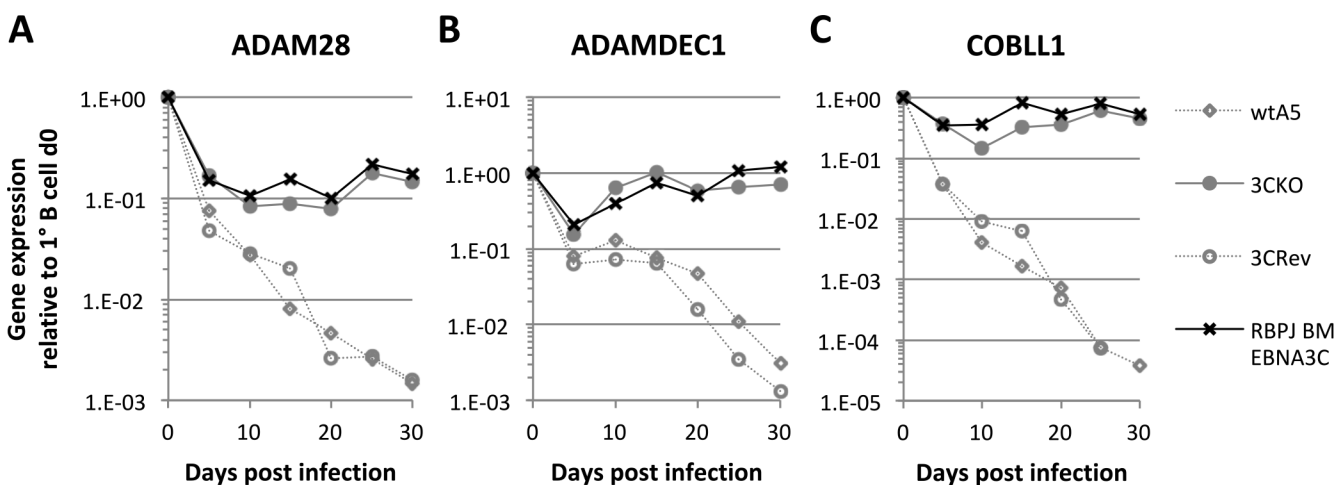 A
ADAM28
B
ADAMDEC1
C
COBLL1
Gene expression
relative to 1° B cell d0
1.E+00
1.E-01
1.E-02
1.E-03
0
10
20
30
Days post infection
1.E+01
1.E+00
1.E-01
1.E-02
1.E-03
0
10
20
30
Days post infection
1.E+00
1.E-01
1.E-02
1.E-03
1.E-04
1.E-05
0
10
20
30
Days post infection
wtA5
3CKO
3CRev
RBPJ BM
EBNA3C